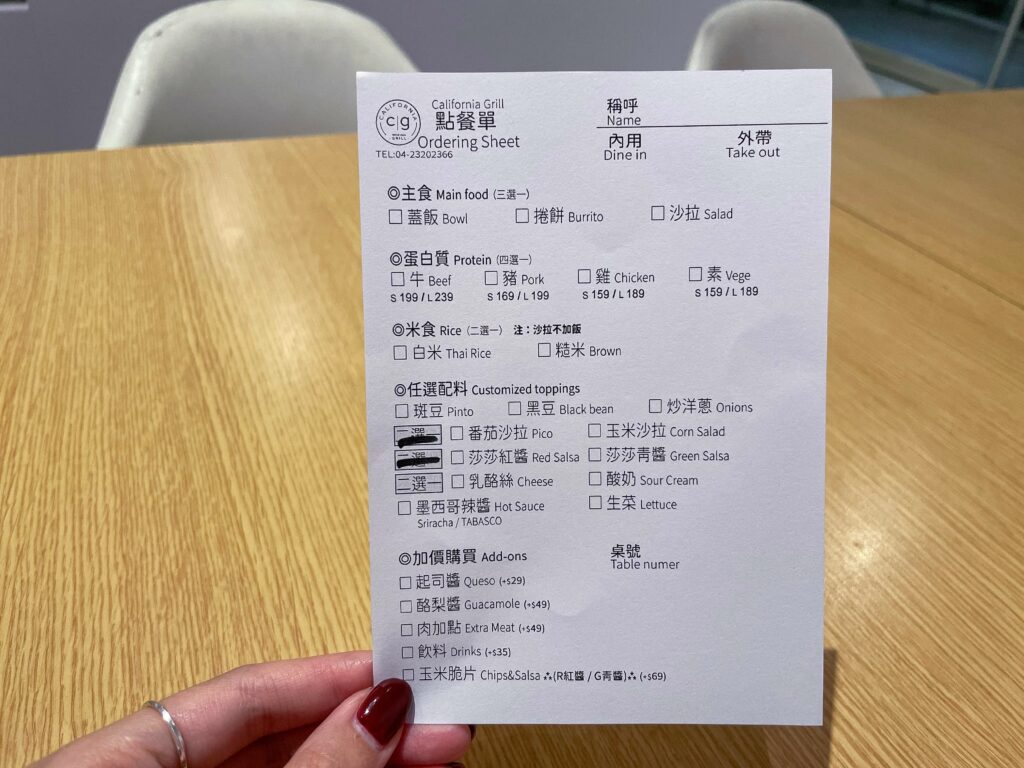 CALIFORNIA
c|g
GRILL
California Grill
點餐單
Ordering Sheet
TEL:04-23202366
稱呼
Name
內用 外帶
Dine in Take out
◎主食 Main food (三選一)
□ 蓋飯 Bowl □ 捲餅 Burrito □ 沙拉 Salad
◎蛋白質 Protein (四選一)
□ 牛 Beef □ 豬 Pork □ 雞 Chicken □ 素 Vege
S 199 / L 239 S 169 / L 199 S 159 / L 189 S 159 / L 189
◎米食 Rice (二選一) 注:沙拉不加飯
□ 白米 Thai Rice □ 糙米 Brown
◎任選配料 Customized toppings
□ 斑豆 Pinto □ 黑豆 Black bean □ 炒洋蔥 Onions
二選一 □ 番茄沙拉 Pico □ 玉米沙拉 Corn Salad
二選一 □ 莎莎紅醬 Red Salsa □ 莎莎青醬 Green Salsa
二選一 □ 乳酪絲 Cheese □ 酸奶 Sour Cream
□ 墨西哥辣醬 Hot Sauce □ 生菜 Lettuce
Sriracha / TABASCO
◎加價購買 Add-ons
□ 起司醬 Queso (+$29)
□ 酪梨醬 Guacamole (+$49)
□ 肉加點 Extra Meat (+$49)
□ 飲料 Drinks (+$35)
□ 玉米脆片 Chips&Salsa ⁂(R紅醬 / G青醬)⁂ (+$69)
桌號
Table numer